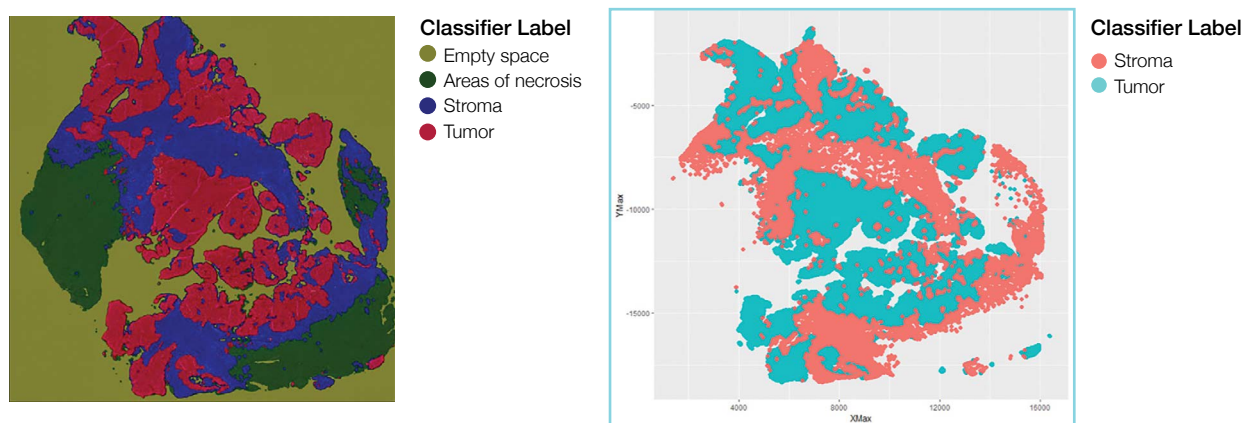 Classifier Label
Empty space
Areas of necrosis
Stroma
Tumor
-5000
-10000
-15000
YMax
4000
8000
12000
16000
XMax
Classifier Label
Stroma
Tumor